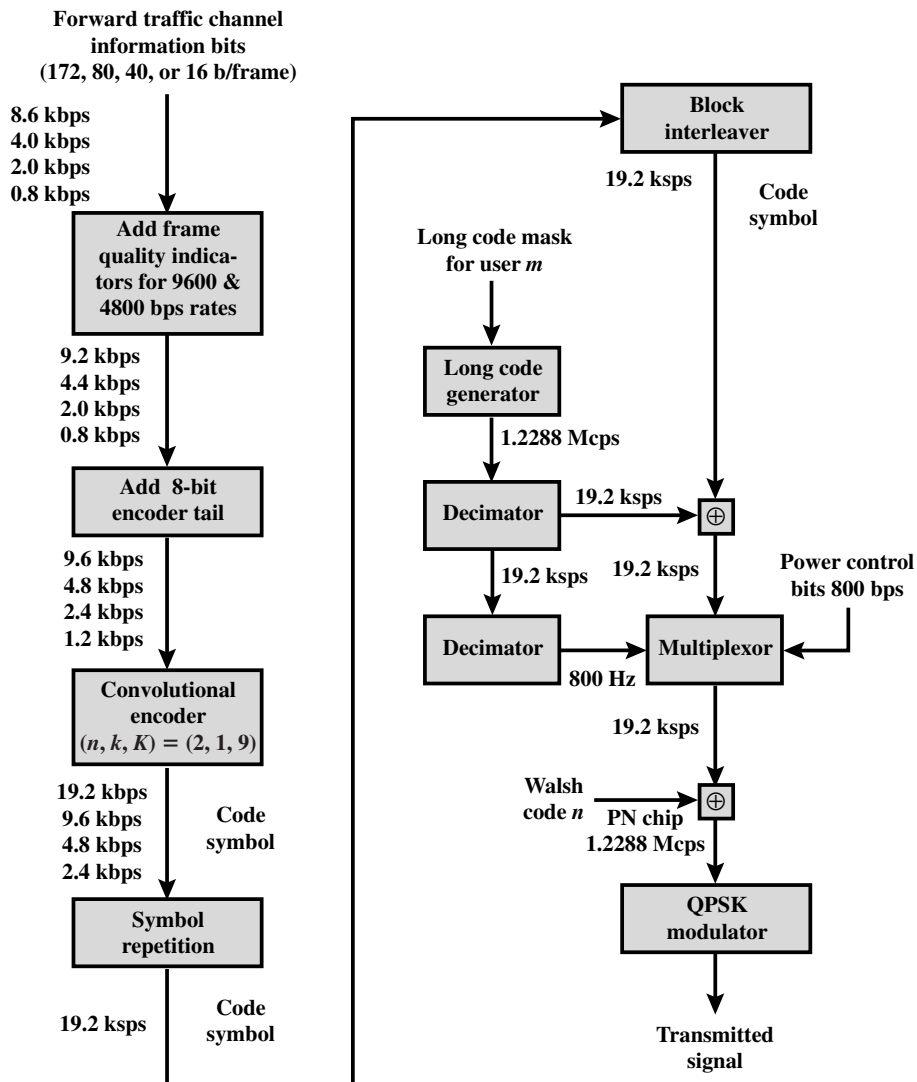 Forward traffic channel
information bits
(172, 80, 40, or 16 b/frame)
8.6 kbps
4.0 kbps
2.0 kbps
0.8 kbps
Add frame
quality indica-
tors for 9600 &
4800 bps rates
9.2 kbps
4.4 kbps
2.0 kbps
0.8 kbps
Add 8-bit
encoder tail
9.6 kbps
4.8 kbps
2.4 kbps
1.2 kbps
Convolutional
encoder
(n, k, K) = (2, 1, 9)
19.2 kbps
9.6 kbps
4.8 kbps
2.4 kbps
Code
symbol
Symbol
repetition
19.2 ksps
Code
symbol
Block
interleaver
19.2 ksps
Code
symbol
Long code mask
for user m
Long code
generator
1.2288 Mcps
Decimator
19.2 ksps
⊕
19.2 ksps
19.2 ksps
Power control
bits 800 bps
Decimator
800 Hz
Multiplexor
19.2 ksps
Walsh
code n
⊕
PN chip
1.2288 Mcps
QPSK
modulator
Transmitted
signal